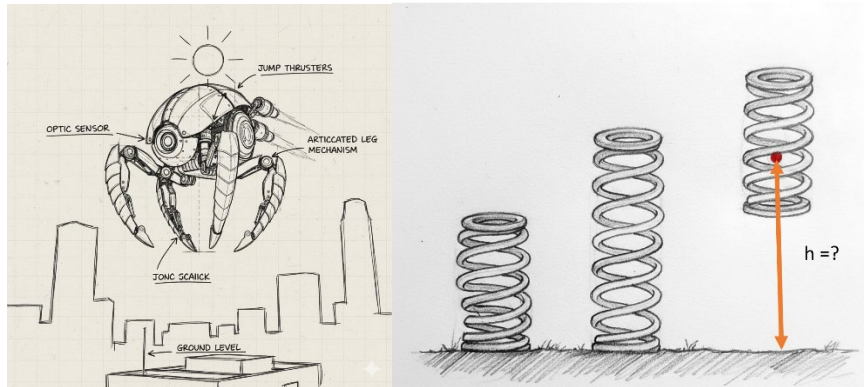 JUMP THRUSTERS
OPTIC SENSOR
ARTICCATED LEG
MECHANISM
JONC SCAIICK
GROUND LEVEL
h =?